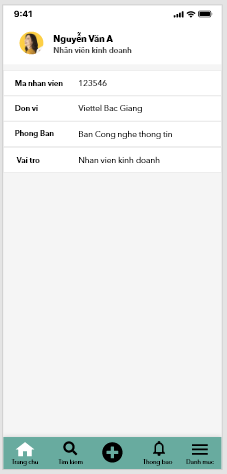 9:41
Nguyễn Văn A
Nhân viên kinh doanh
Ma nhan vien 123546
Don vi Viettel Bac Giang
Phong Ban Ban Cong nghe thong tin
Vai tro Nhan vien kinh doanh
Trang chu Tim kiem Thong bao Danh muc